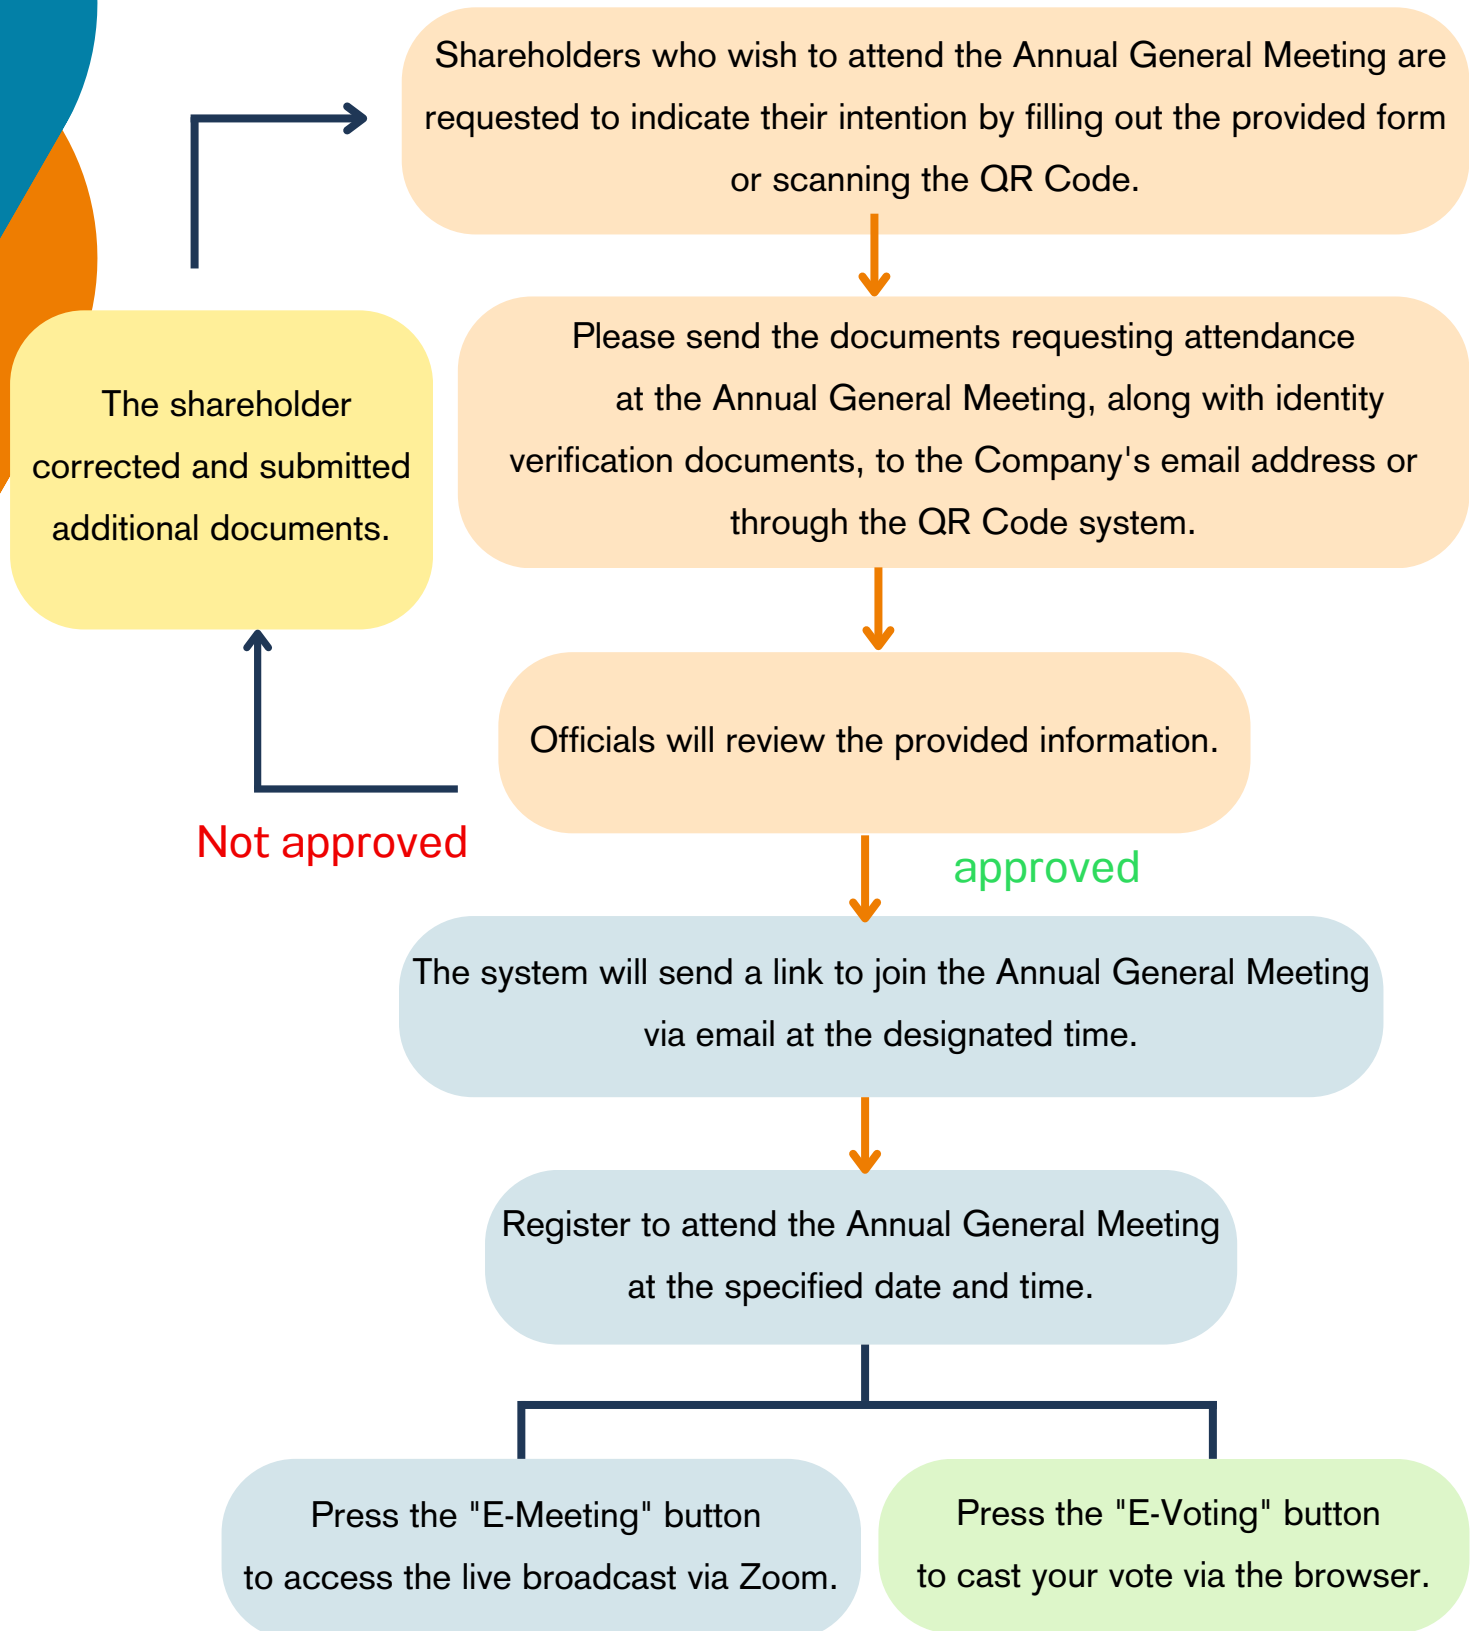 Shareholders who wish to attend the Annual General Meeting are
requested to indicate their intention by filling out the provided form
or scanning the QR Code.
Please send the documents requesting attendance
at the Annual General Meeting, along with identity
verification documents, to the Company's email address or
through the QR Code system.
The shareholder
corrected and submitted
additional documents.
Officials will review the provided information.
Not approved
approved
The system will send a link to join the Annual General Meeting
via email at the designated time.
Register to attend the Annual General Meeting
at the specified date and time.
Press the "E-Meeting" button
to access the live broadcast via Zoom.
Press the "E-Voting" button
to cast your vote via the browser.